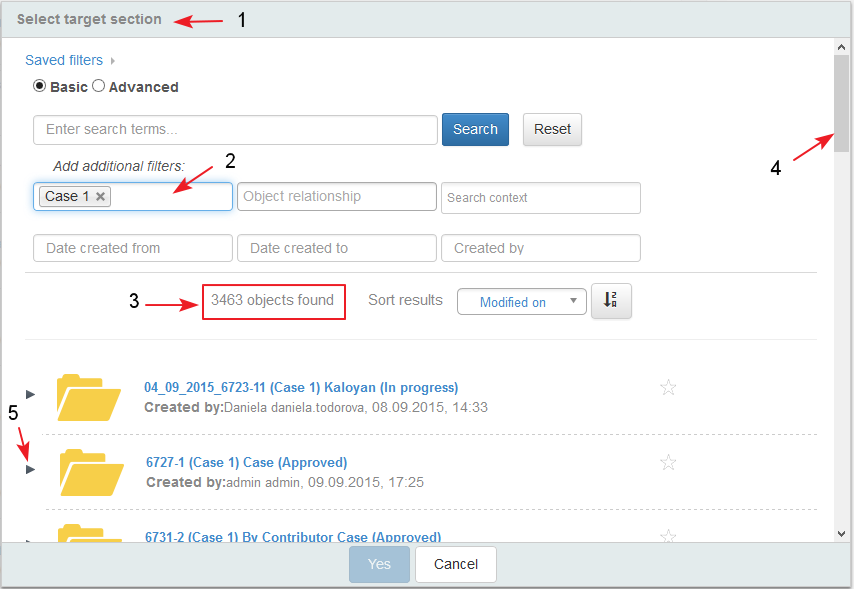 Select target section 1
Saved filters
Basic Advanced
Enter search terms... Search Reset
Add additional filters: 2
4
Case 1 Object relationship Search context
Date created from Date created to Created by
3 3463 objects found Sort results Modified on
04_09_2015_6723-11 (Case 1) Kaloyan (In progress)
Created by:Daniela daniela.todorova, 08.09.2015, 14:33
5
6727-1 (Case 1) Case (Approved)
Created by:admin admin, 09.09.2015, 17:25
6731-2 (Case 1) By Contributor Case (Approved)
Yes Cancel